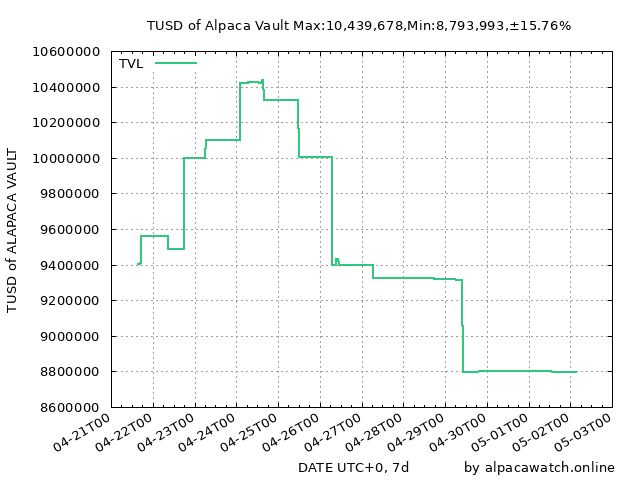 TUSD of Alpaca Vault Max:10,439,678,Min:8,793,993,±15.76%
TVL
TUSD of ALAPACA VAULT
10600000
10400000
10200000
10000000
9800000
9600000
9400000
9200000
9000000
8800000
8600000
04-21T00
04-22T00
04-23T00
04-24T00
04-25T00
04-26T00
04-27T00
04-28T00
04-29T00
04-30T00
05-01T00
05-02T00
05-03T00
DATE UTC+0, 7d
by alpacawatch.online